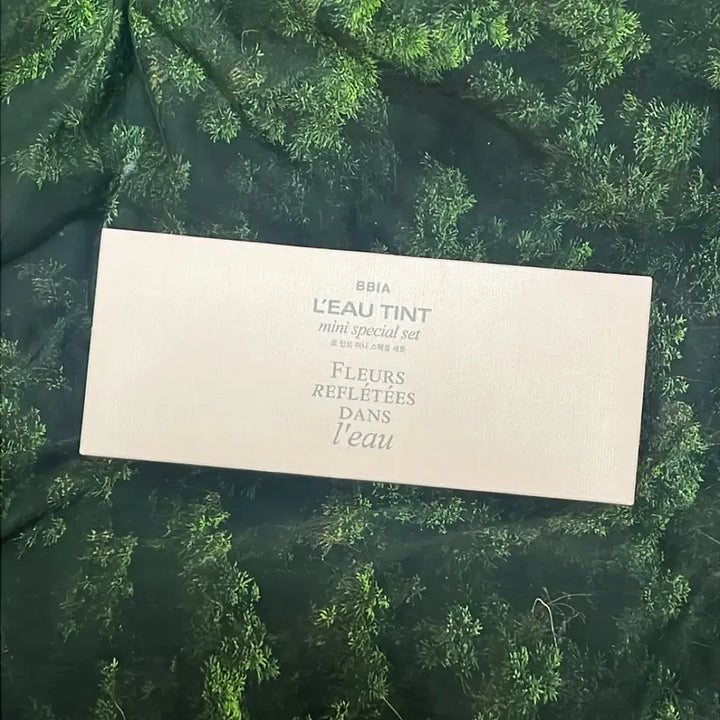 BBIA
L'EAU TINT
mini special set
로 틴트 미니 스페셜 세트
FLEURS
REFLÉTÉES
DANS
l'eau